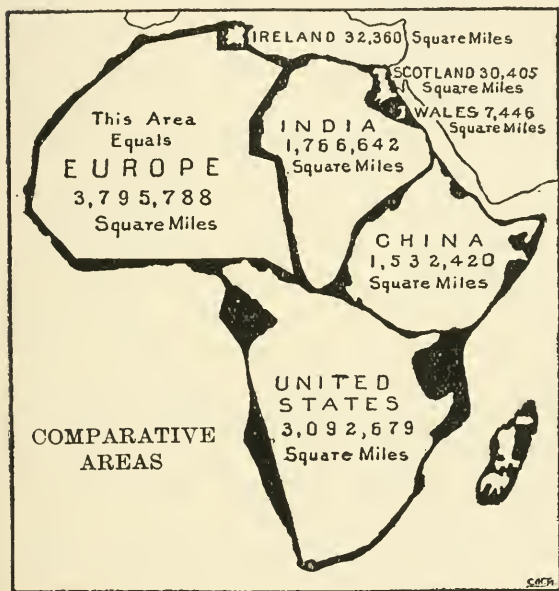 IRELAND 32,360 Square Miles
SCOTLAND 30,405
Square Miles
WALES 7,446
Square Miles
This Area
Equals
EUROPE
3,795,788
Square Miles
INDIA
1,766,642
Square Miles
CHINA
1,532,420
Square Miles
UNITED
STATES
3,092,679
Square Miles
COMPARATIVE
AREAS